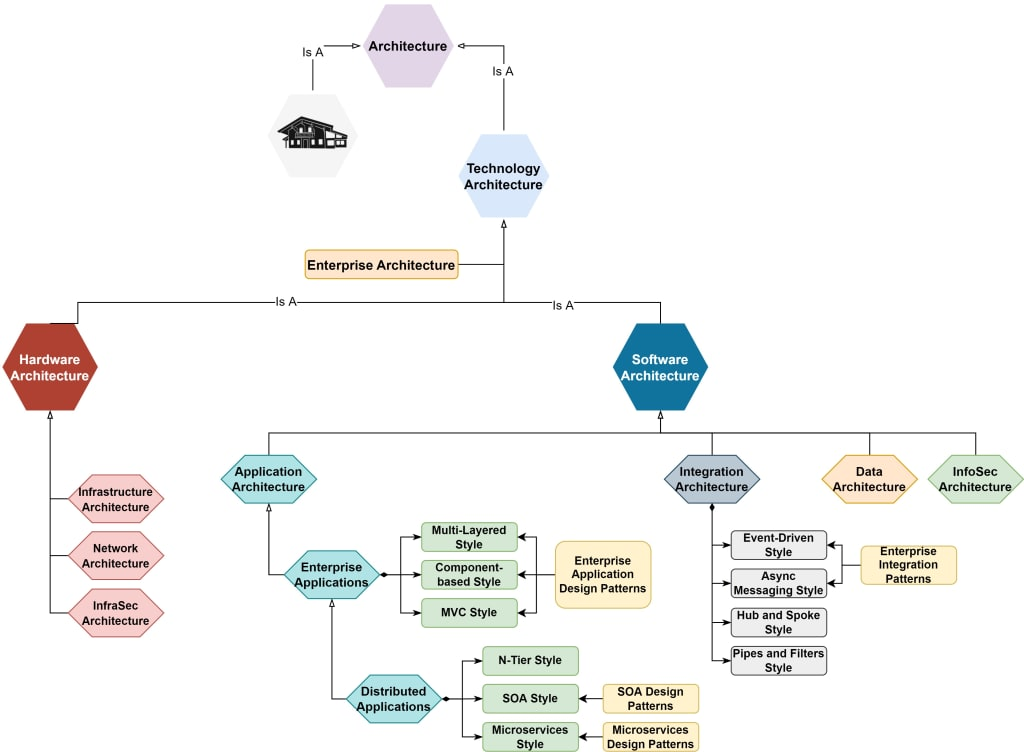 Architecture
Is A
Is A
Technology
Architecture
Enterprise Architecture
Is A
Is A
Hardware
Architecture
Software
Architecture
Application
Architecture
Integration
Architecture
Data
Architecture
InfoSec
Architecture
Infrastructure
Architecture
Network
Architecture
InfraSec
Architecture
Enterprise
Applications
Multi-Layered
Style
Component-
based Style
MVC Style
Enterprise
Application
Design Patterns
Event-Driven
Style
Async
Messaging Style
Hub and Spoke
Style
Pipes and Filters
Style
Enterprise
Integration
Patterns
Distributed
Applications
N-Tier Style
SOA Style
Microservices
Style
SOA Design
Patterns
Microservices
Design Patterns